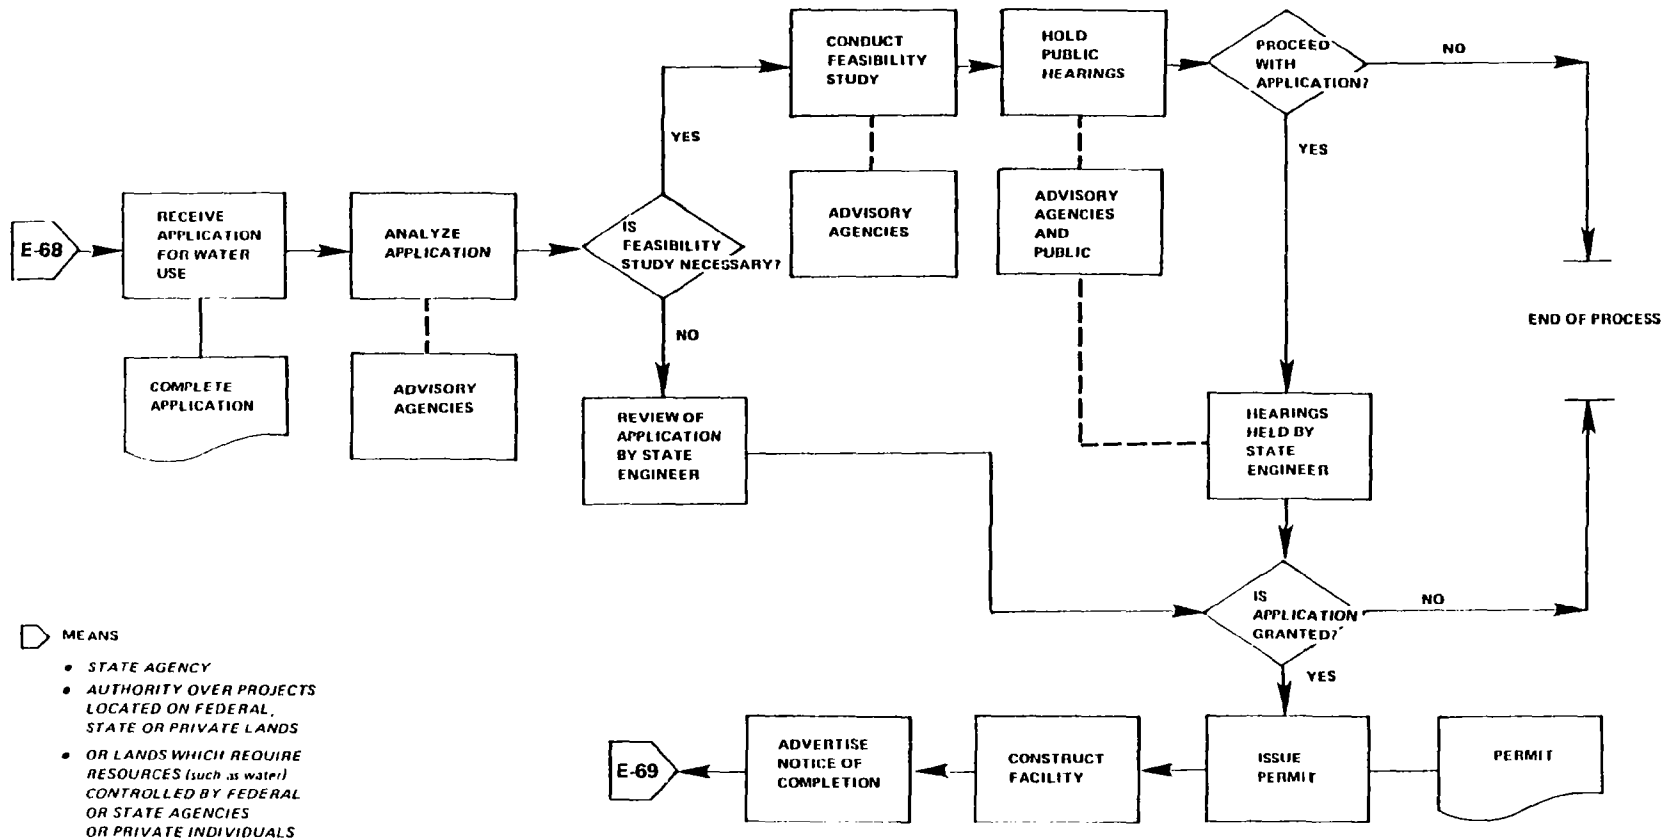 E-68
RECEIVE
APPLICATION
FOR WATER
USE
COMPLETE
APPLICATION
ANALYZE
APPLICATION
ADVISORY
AGENCIES
IS
FEASIBILITY
STUDY NECESSARY?
YES
NO
REVIEW OF
APPLICATION
BY STATE
ENGINEER
CONDUCT
FEASIBILITY
STUDY
ADVISORY
AGENCIES
HOLD
PUBLIC
HEARINGS
ADVISORY
AGENCIES
AND
PUBLIC
PROCEED
WITH
APPLICATION?
NO
YES
END OF PROCESS
HEARINGS
HELD BY
STATE
ENGINEER
IS
APPLICATION
GRANTED?
NO
YES
ISSUE
PERMIT
PERMIT
CONSTRUCT
FACILITY
ADVERTISE
NOTICE OF
COMPLETION
E-69
MEANS
• STATE AGENCY
• AUTHORITY OVER PROJECTS
LOCATED ON FEDERAL,
STATE OR PRIVATE LANDS
• OR LANDS WHICH REQUIRE
RESOURCES (such as water)
CONTROLLED BY FEDERAL
OR STATE AGENCIES
OR PRIVATE INDIVIDUALS